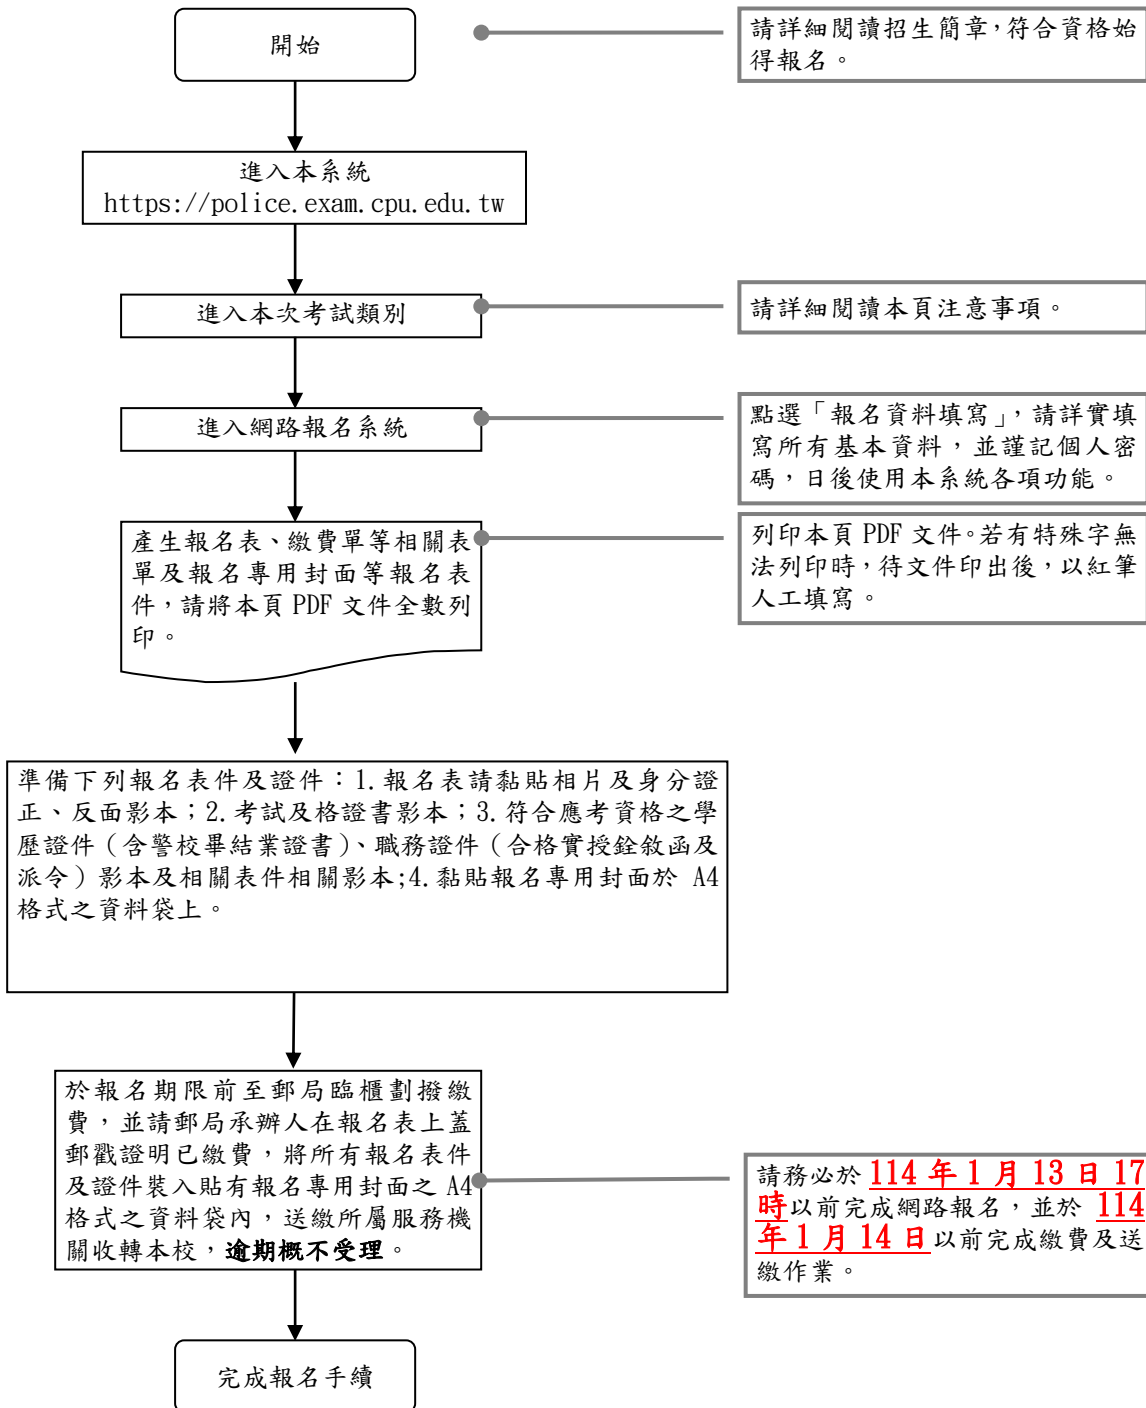 開始
請詳細閱讀招生簡章，符合資格始
得報名。
進入本系統
https://police.exam.cpu.edu.tw
進入本次考試類別
請詳細閱讀本頁注意事項。
進入網路報名系統
點選「報名資料填寫」，請詳實填
寫所有基本資料，並謹記個人密
碼，日後使用本系統各項功能。
產生報名表、繳費單等相關表
單及報名專用封面等報名表
件，請將本頁 PDF 文件全數列
印。
列印本頁 PDF 文件。若有特殊字無
法列印時，待文件印出後，以紅筆
人工填寫。
準備下列報名表件及證件：1.報名表請黏貼相片及身分證
正、反面影本；2.考試及格證書影本；3.符合應考資格之學
歷證件（含警校畢結業證書）、職務證件（合格實授銓敘函及
派令）影本及相關表件相關影本;4.黏貼報名專用封面於 A4
格式之資料袋上。
於報名期限前至郵局臨櫃劃撥繳
費，並請郵局承辦人在報名表上蓋
郵戳證明已繳費，將所有報名表件
及證件裝入貼有報名專用封面之 A4
格式之資料袋內，送繳所屬服務機
關收轉本校，逾期概不受理。
請務必於 114 年 1 月 13 日 17
時以前完成網路報名，並於 114
年 1 月 14 日以前完成繳費及送
繳作業。
完成報名手續